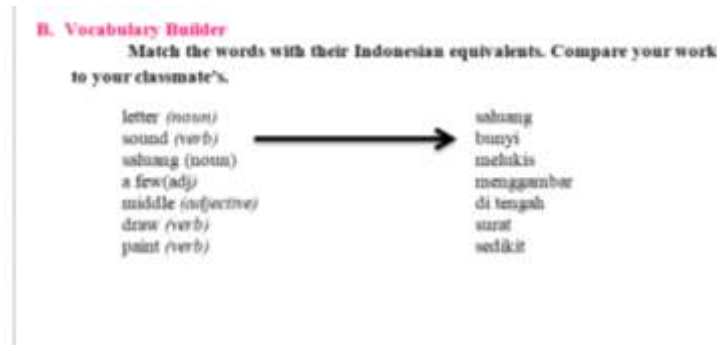 B. Vocabulary Builder
Match the words with their Indonesian equivalents. Compare your work
to your classmate's.
letter (noun) saluang
sound (verb) bunyi
saluang (noun) melukis
a few(adj) menggambar
middle (adjective) di tengah
draw (verb) surat
paint (verb) sedikit